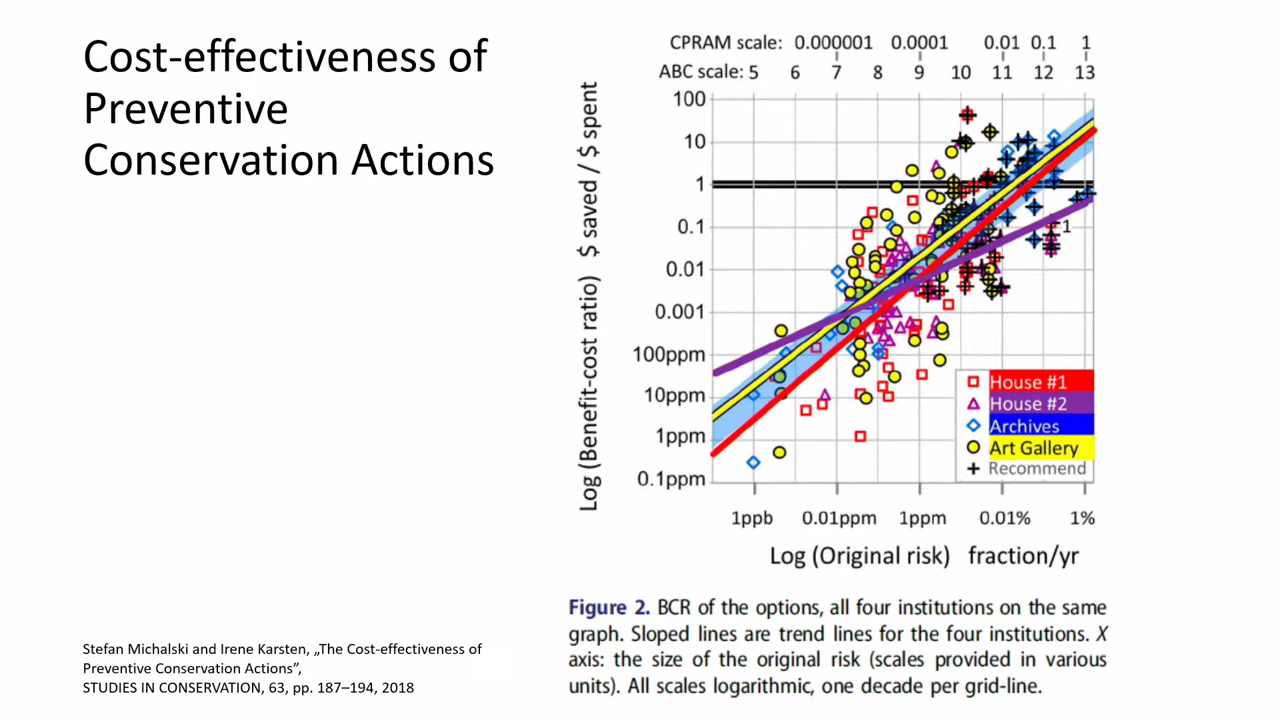 Cost-effectiveness of
Preventive
Conservation Actions
CPRAM scale: 0.000001 0.0001 0.01 0.1 1
ABC scale: 5 6 7 8 9 10 11 12 13
Log (Benefit-cost ratio) $ saved / $ spent
100
10
1
0.1
0.01
0.001
100ppm
10ppm
1ppm
0.1ppm
1
House #1
House #2
Archives
Art Gallery
Recommend
1ppb 0.01ppm 1ppm 0.01% 1%
Log (Original risk) fraction/yr
Figure 2. BCR of the options, all four institutions on the same
graph. Sloped lines are trend lines for the four institutions. X
axis: the size of the original risk (scales provided in various
units). All scales logarithmic, one decade per grid-line.
Stefan Michalski and Irene Karsten, „The Cost-effectiveness of
Preventive Conservation Actions”,
STUDIES IN CONSERVATION, 63, pp. 187–194, 2018